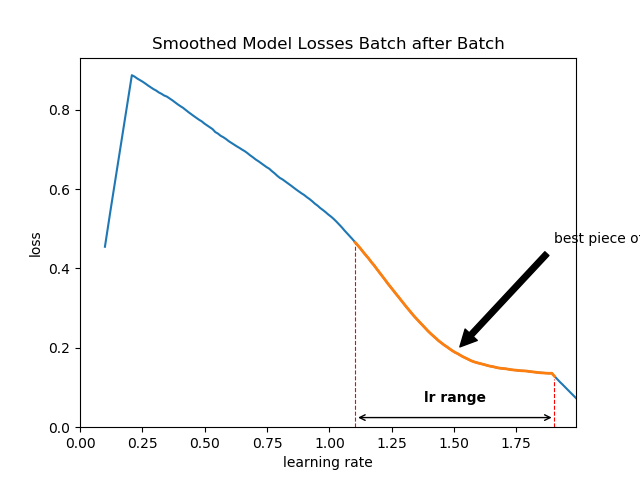 Smoothed Model Losses Batch after Batch
loss
0.8
0.6
0.4
0.2
0.0
best piece of
lr range
0.00 0.25 0.50 0.75 1.00 1.25 1.50 1.75
learning rate